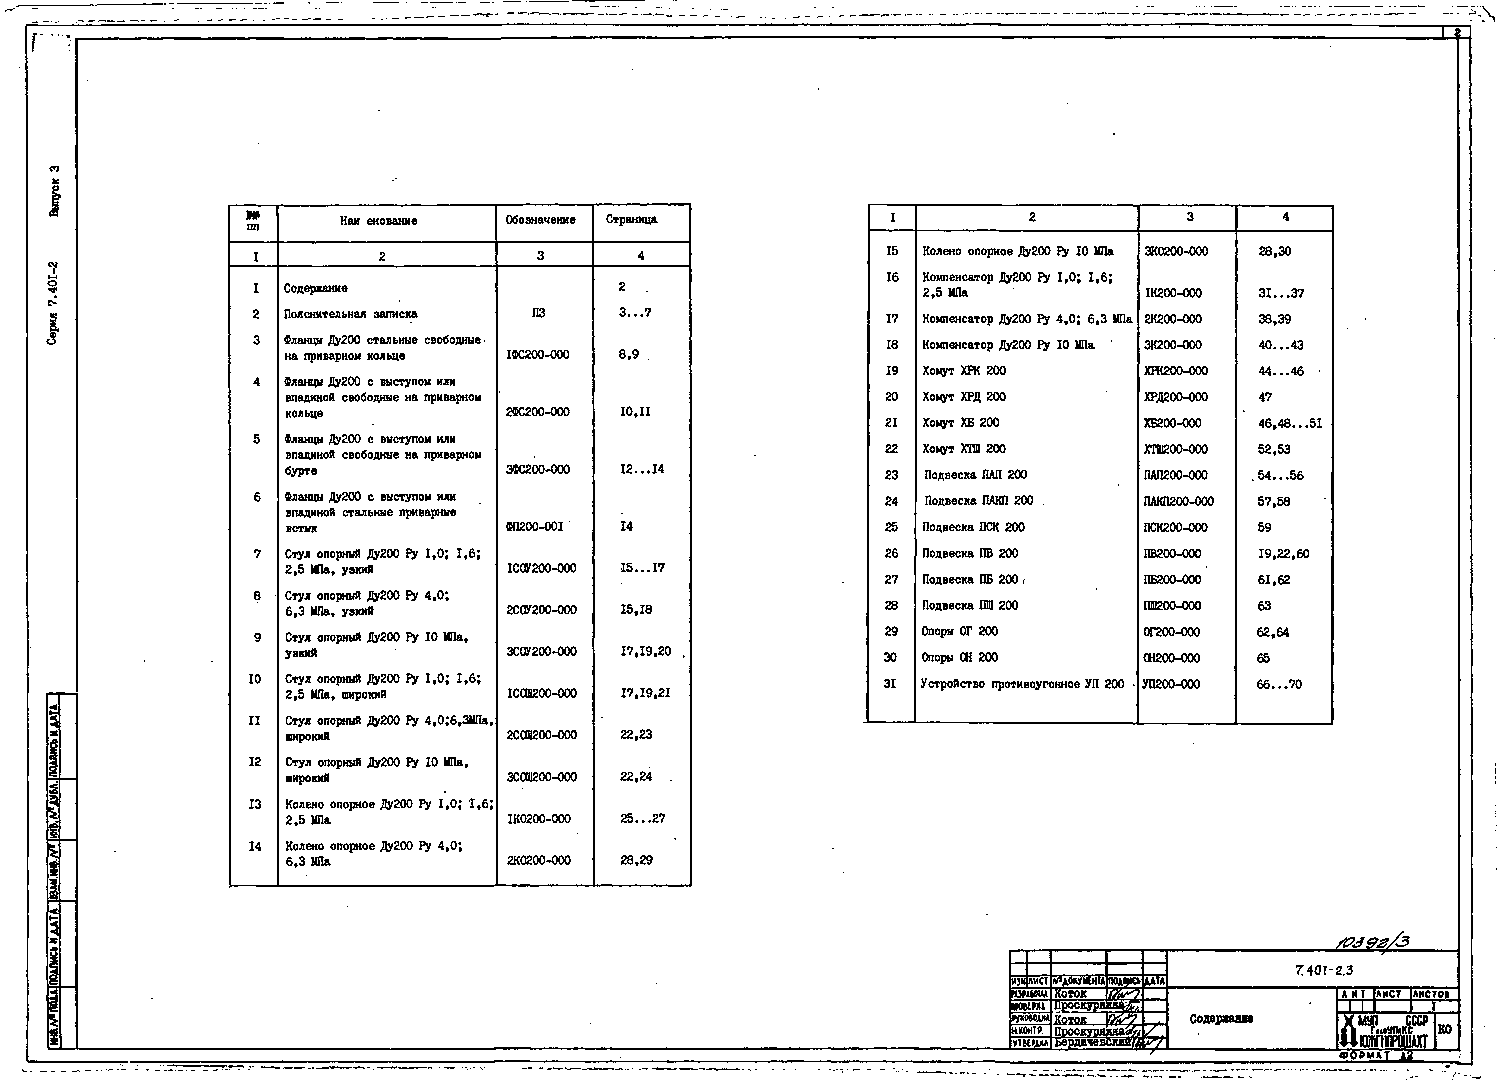 2
Серия 7.401-2 Выпуск 3
№№ пп Наименование Обозначение Страница
I 2 3 4
I Содержание 2
2 Пояснительная записка ПЗ 3...7
3 Фланцы Ду200 стальные свободные
на приварном кольце IФС200-000 8,9
4 Фланцы Ду200 с выступом или
впадиной свободные на приварном
кольце 2ФС200-000 I0,II
5 Фланцы Ду200 с выступом или
впадиной свободные на приварном
бурте 3ФС200-000 I2...I4
6 Фланцы Ду200 с выступом или
впадиной стальные приварные
встык ФП200-00I I4
7 Стул опорный Ду200 Ру I,0; I,6;
2,5 МПа, узкий IСОУ200-000 I5...I7
8 Стул опорный Ду200 Ру 4,0;
6,3 МПа, узкий 2СОУ200-000 I5,I8
9 Стул опорный Ду200 Ру I0 МПа,
узкий 3СОУ200-000 I7,I9,20
I0 Стул опорный Ду200 Ру I,0; I,6;
2,5 МПа, широкий IСОШ200-000 I7,I9,2I
II Стул опорный Ду200 Ру 4,0;6,3МПа,
широкий 2СОШ200-000 22,23
I2 Стул опорный Ду200 Ру I0 МПа,
широкий 3СОШ200-000 22,24
I3 Колено опорное Ду200 Ру I,0; I,6;
2,5 МПа IКО200-000 25...27
I4 Колено опорное Ду200 Ру 4,0;
6,3 МПа 2КО200-000 28,29
I 2 3 4
I5 Колено опорное Ду200 Ру I0 МПа 3КО200-000 28,30
I6 Компенсатор Ду200 Ру I,0; I,6;
2,5 МПа IК200-000 3I...37
I7 Компенсатор Ду200 Ру 4,0; 6,3 МПа 2К200-000 38,39
I8 Компенсатор Ду200 Ру I0 МПа 3К200-000 40...43
I9 Хомут ХРК 200 ХРК200-000 44...46
20 Хомут ХРД 200 ХРД200-000 47
2I Хомут ХБ 200 ХБ200-000 46,48...5I
22 Хомут ХТШ 200 ХТШ200-000 52,53
23 Подвеска ПАП 200 ПАП200-000 54...56
24 Подвеска ПАКП 200 ПАКП200-000 57,58
25 Подвеска ПСК 200 ПСК200-000 59
26 Подвеска ПВ 200 ПВ200-000 I9,22,60
27 Подвеска ПБ 200 ПБ200-000 6I,62
28 Подвеска ПШ 200 ПШ200-000 63
29 Опоры ОГ 200 ОГ200-000 62,64
30 Опоры ОН 200 ОН200-000 65
3I Устройство противоугонное УП 200 УП200-000 66...70
ИНВ.№ ПОДЛ. ПОДПИСЬ И ДАТА ВЗАМ.ИНВ.№ ИНВ.№ ДУБЛ. ПОДПИСЬ И ДАТА
10392/3
7.401-2.3
ИЗМ ЛИСТ № ДОКУМЕНТА ПОДПИСЬ ДАТА
РАЗРАБОТАЛ Коток
ПРОВЕРИЛ Проскурнина
РУКОВОДИЛ Коток
Н.КОНТР. Проскурнина
УТВЕРДИЛ Бердичевский
Содержание
ЛИТ ЛИСТ ЛИСТОВ
I
МУП СССР
ЮЖГИПРОШАХТ
КО
ФОРМАТ А2